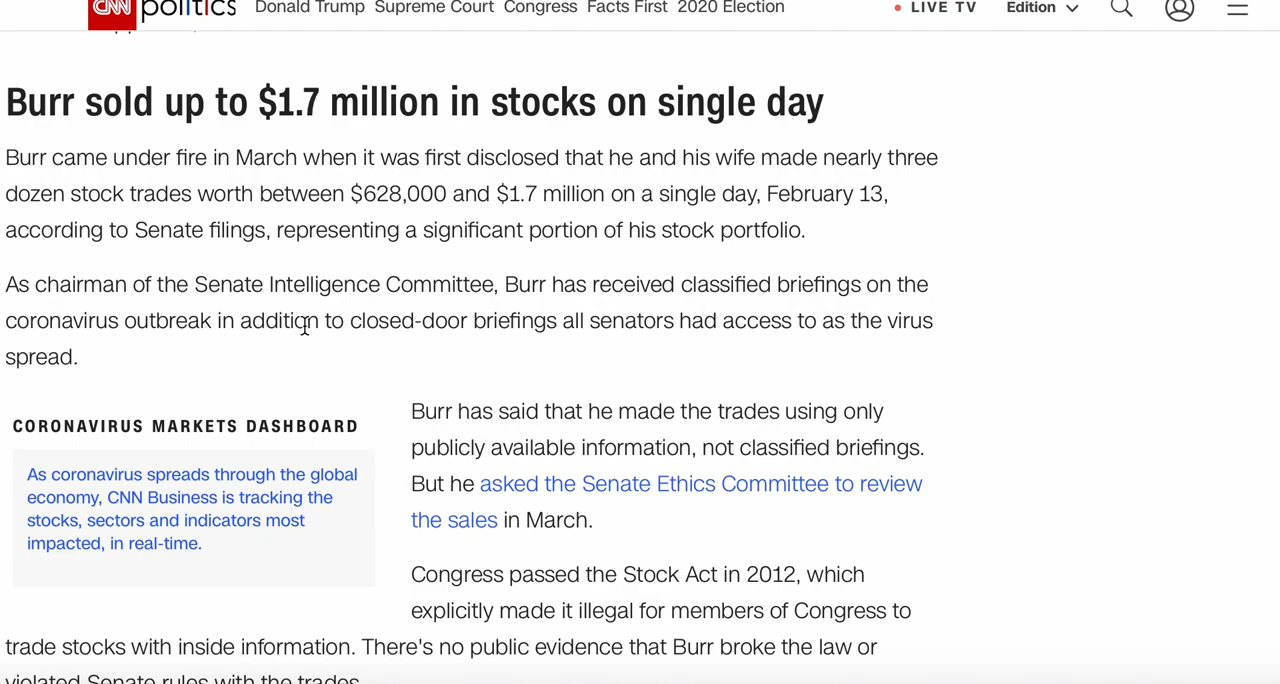 CNN politics Donald Trump Supreme Court Congress Facts First 2020 Election LIVE TV Edition
Burr sold up to $1.7 million in stocks on single day
Burr came under fire in March when it was first disclosed that he and his wife made nearly three
dozen stock trades worth between $628,000 and $1.7 million on a single day, February 13,
according to Senate filings, representing a significant portion of his stock portfolio.
As chairman of the Senate Intelligence Committee, Burr has received classified briefings on the
coronavirus outbreak in addition to closed-door briefings all senators had access to as the virus
spread.
CORONAVIRUS MARKETS DASHBOARD
As coronavirus spreads through the global
economy, CNN Business is tracking the
stocks, sectors and indicators most
impacted, in real-time.
Burr has said that he made the trades using only
publicly available information, not classified briefings.
But he asked the Senate Ethics Committee to review
the sales in March.
Congress passed the Stock Act in 2012, which
explicitly made it illegal for members of Congress to
trade stocks with inside information. There's no public evidence that Burr broke the law or
violated Senate rules with the trades.